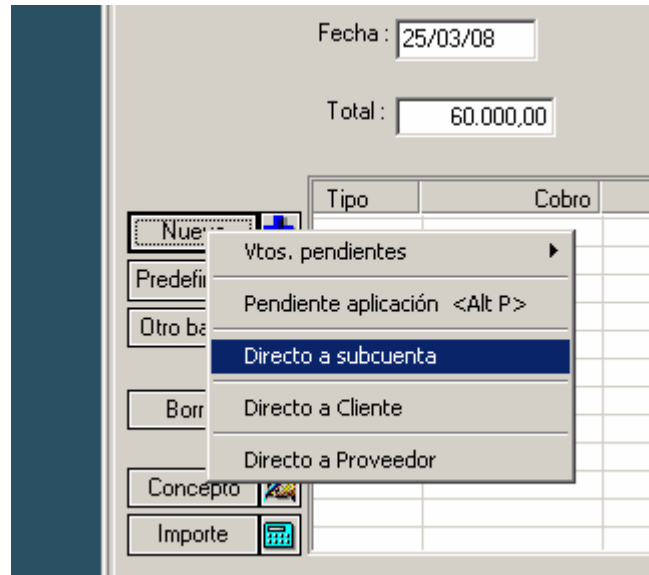 Fecha : 25/03/08
Total : 60.000,00
Tipo Cobro
Vtos. pendientes
Pendiente aplicación <Alt P>
Otro
Directo a subcuenta
Directo a Cliente
Directo a Proveedor
Concepto
Importe